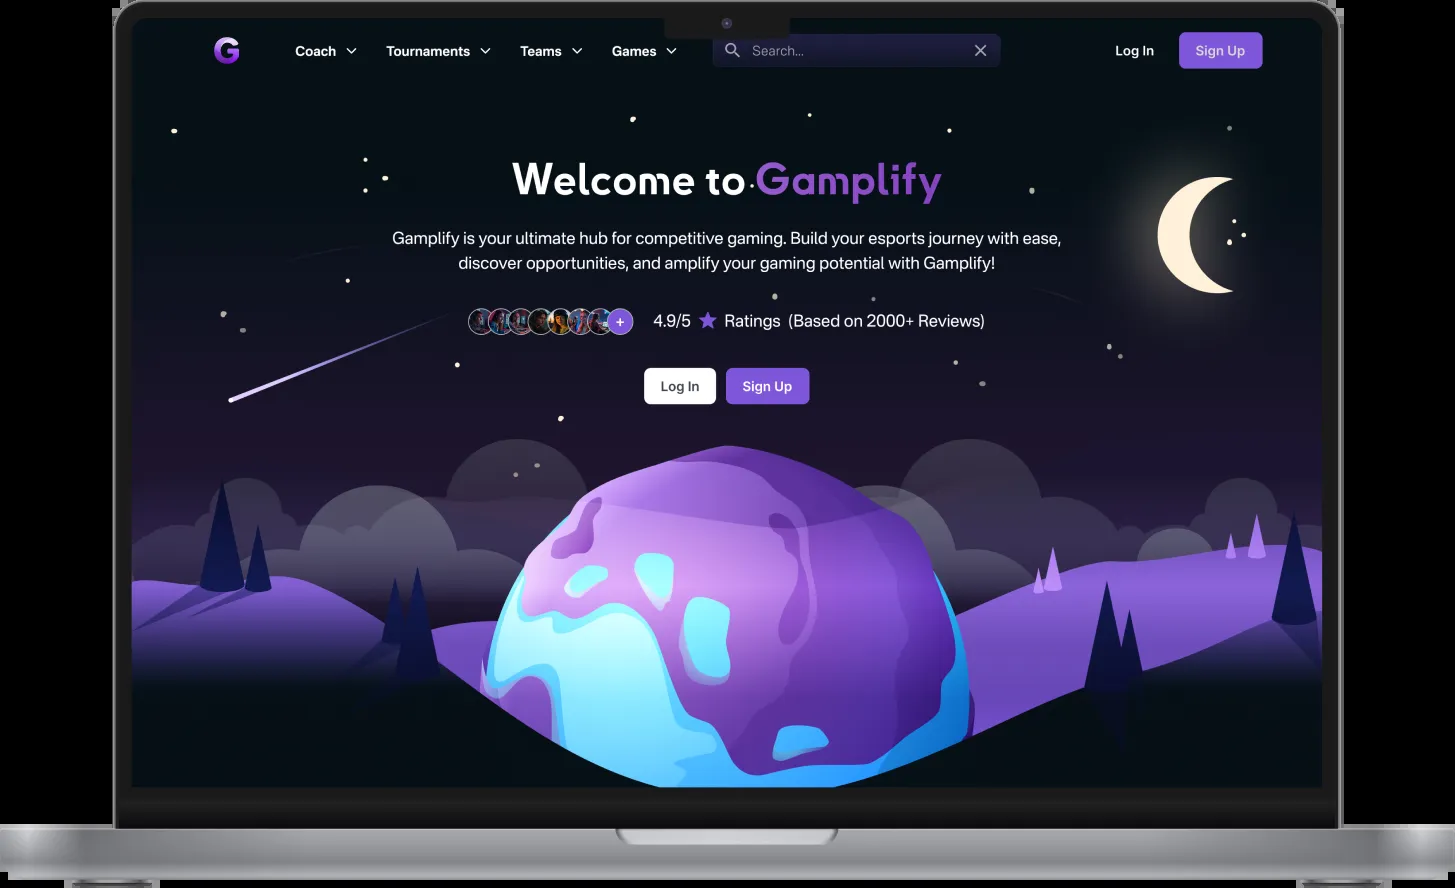 G
Coach
Tournaments
Teams
Games
Search...
Log In
Sign Up
Welcome to Gamplify
Gamplify is your ultimate hub for competitive gaming. Build your esports journey with ease,
discover opportunities, and amplify your gaming potential with Gamplify!
+
4.9/5 ★ Ratings (Based on 2000+ Reviews)
Log In
Sign Up